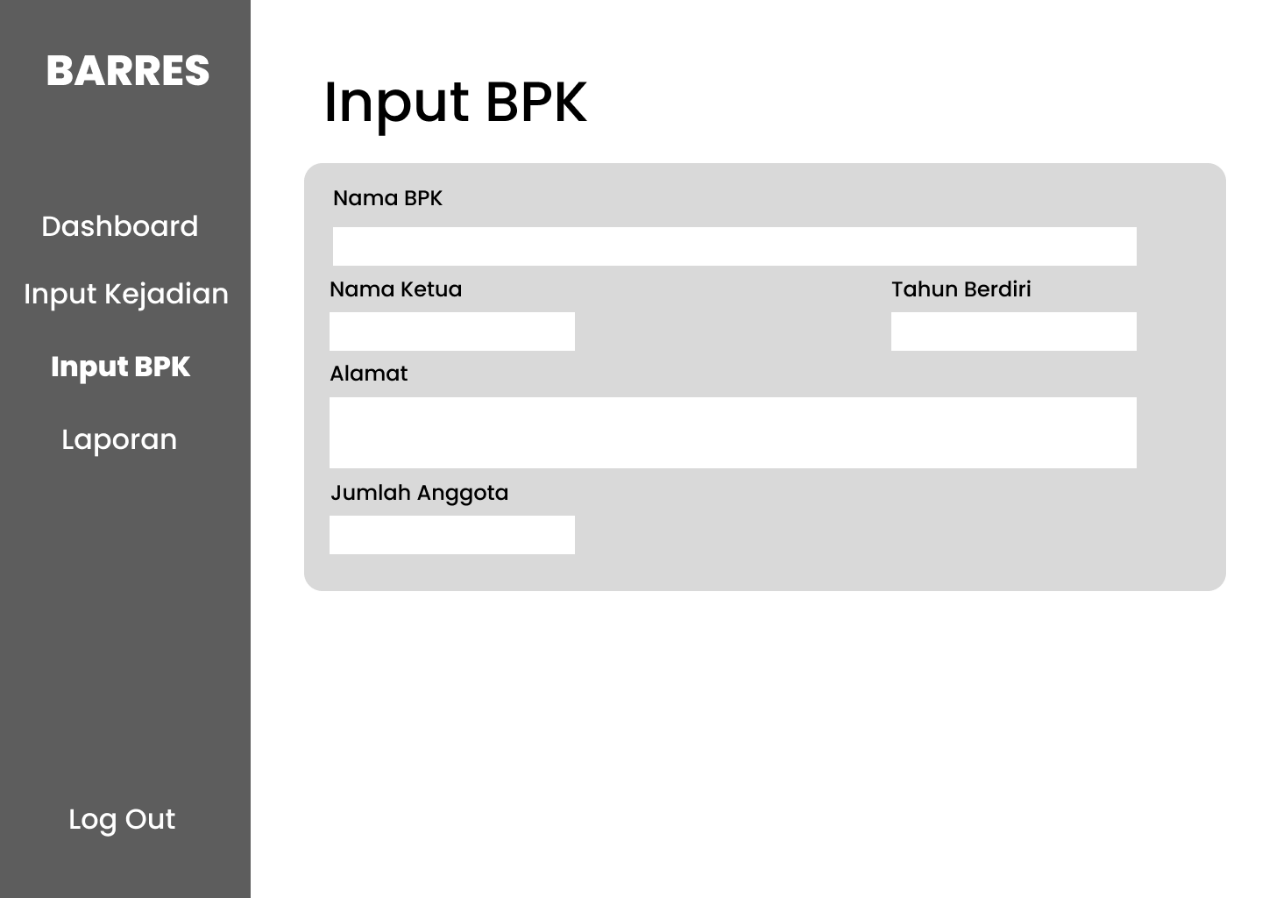 BARRES
Dashboard
Input Kejadian
Input BPK
Laporan
Log Out
Input BPK
Nama BPK
Nama Ketua
Tahun Berdiri
Alamat
Jumlah Anggota